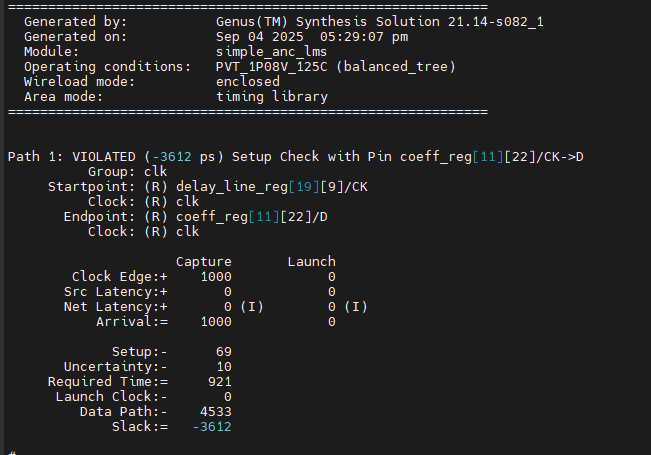 ============================================================
Generated by: Genus(TM) Synthesis Solution 21.14-s082_1
Generated on: Sep 04 2025 05:29:07 pm
Module: simple_anc_lms
Operating conditions: PVT_1P08V_125C (balanced_tree)
Wireload mode: enclosed
Area mode: timing library
============================================================
Path 1: VIOLATED (-3612 ps) Setup Check with Pin coeff_reg[11][22]/CK->D
Group: clk
Startpoint: (R) delay_line_reg[19][9]/CK
Clock: (R) clk
Endpoint: (R) coeff_reg[11][22]/D
Clock: (R) clk
Capture Launch
Clock Edge:+ 1000 0
Src Latency:+ 0 0
Net Latency:+ 0 (I) 0 (I)
Arrival:= 1000 0
Setup:- 69
Uncertainty:- 10
Required Time:= 921
Launch Clock:- 0
Data Path:- 4533
Slack:= -3612
#